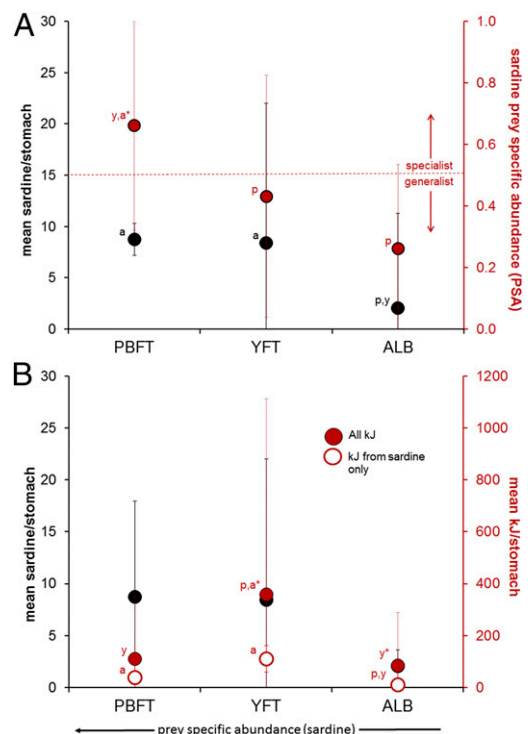 A
30
25
20
15
10
5
0
mean sardine/stomach
y,a*
a
p
a
p
p,y
specialist
generalist
1.0
0.8
0.6
0.4
0.2
0.0
sardine prey specific
abundance (PSA)
PBFT YFT ALB
B
30
25
20
15
10
5
0
mean sardine/stomach
All kJ
kJ from sardine
only
y
a
p,a*
a
y*
p,y
1200
1000
800
600
400
200
0
mean kJ/stomach
PBFT YFT ALB
prey specific abundance (sardine)